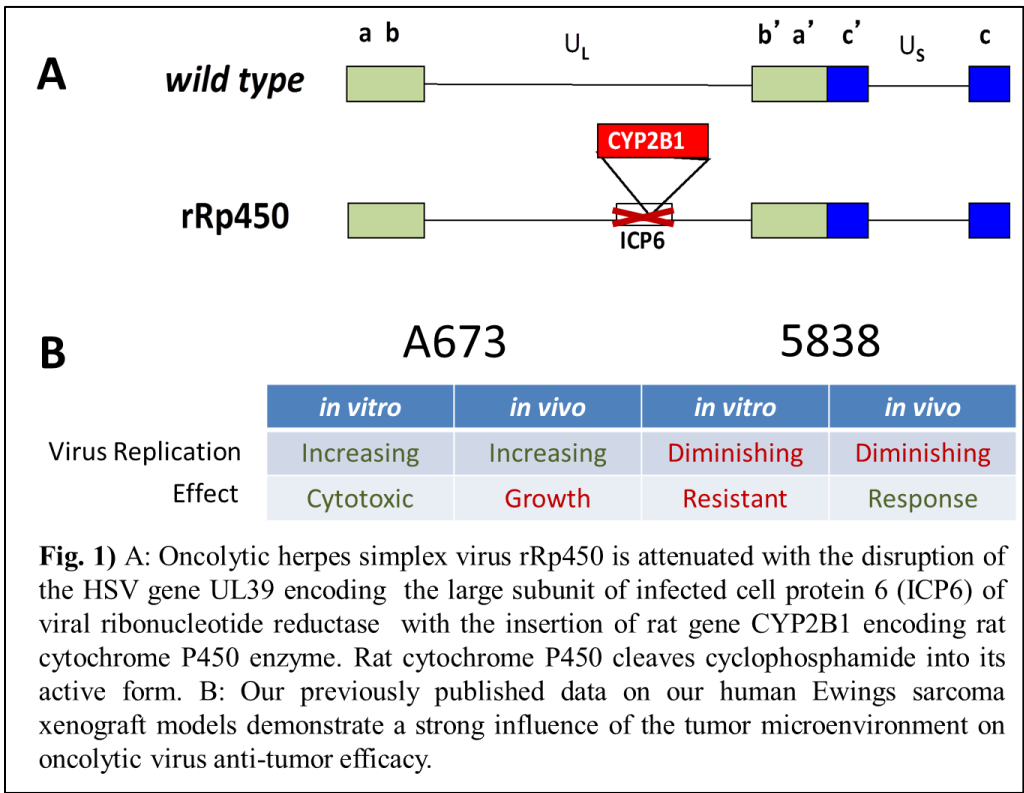 a b U_L b’ a’ c’ U_S c
A wild type
CYP2B1
rRp450
ICP6
B A673 5838
in vitro in vivo in vitro in vivo
Virus Replication Increasing Increasing Diminishing Diminishing
Effect Cytotoxic Growth Resistant Response
Fig. 1) A: Oncolytic herpes simplex virus rRp450 is attenuated with the disruption of
the HSV gene UL39 encoding the large subunit of infected cell protein 6 (ICP6) of
viral ribonucleotide reductase with the insertion of rat gene CYP2B1 encoding rat
cytochrome P450 enzyme. Rat cytochrome P450 cleaves cyclophosphamide into its
active form. B: Our previously published data on our human Ewings sarcoma
xenograft models demonstrate a strong influence of the tumor microenvironment on
oncolytic virus anti-tumor efficacy.